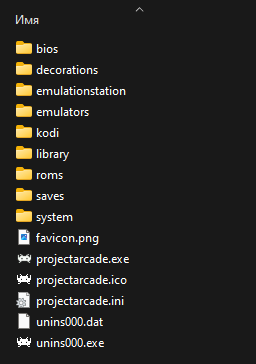 Имя
bios
decorations
emulationstation
emulators
kodi
library
roms
saves
system
favicon.png
projectarcade.exe
projectarcade.ico
projectarcade.ini
unins000.dat
unins000.exe